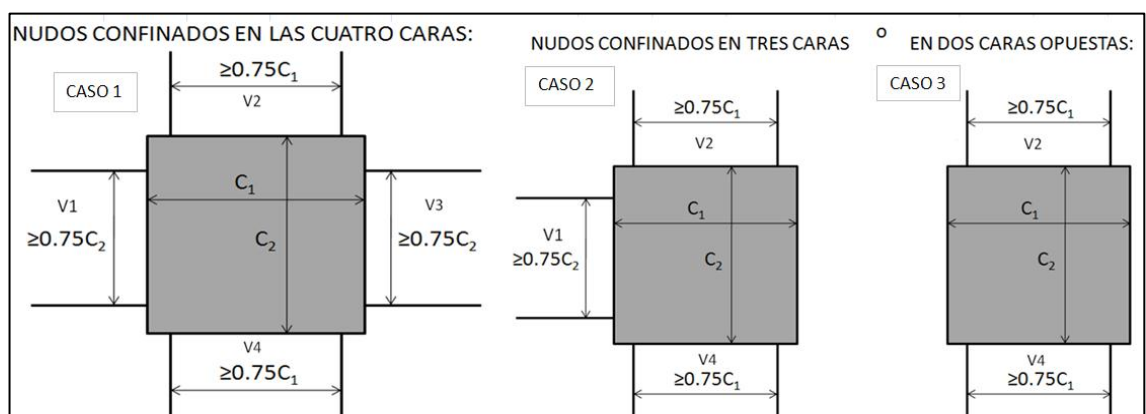 NUDOS CONFINADOS EN LAS CUATRO CARAS:
CASO 1
≥0.75C₁
V2
C₁
V1
≥0.75C₂
C₂
V3
≥0.75C₂
V4
≥0.75C₁
NUDOS CONFINADOS EN TRES CARAS o EN DOS CARAS OPUESTAS:
CASO 2
≥0.75C₁
V2
C₁
V1
≥0.75C₂
C₂
V4
≥0.75C₁
CASO 3
≥0.75C₁
V2
C₁
C₂
V4
≥0.75C₁